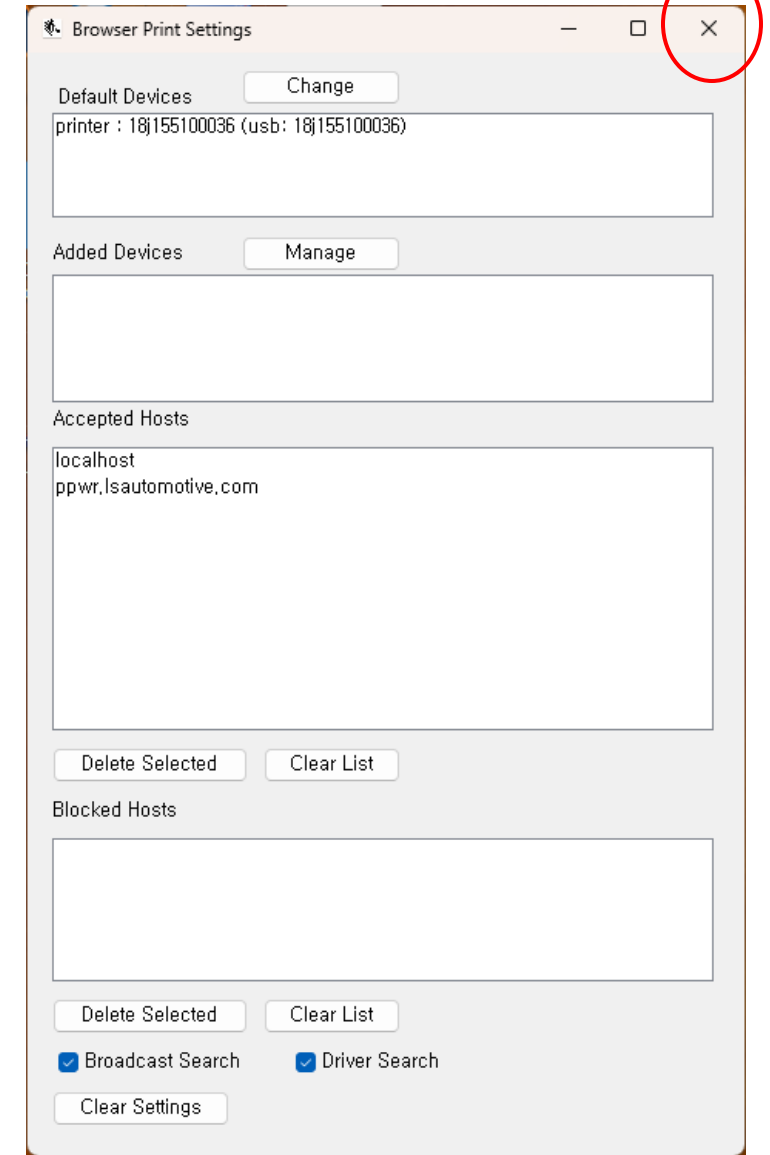 Browser Print Settings
Default Devices
Change
printer : 18j155100036 (usb: 18j155100036)
Added Devices
Manage
Accepted Hosts
localhost
ppwr.lsautomotive.com
Delete Selected
Clear List
Blocked Hosts
Delete Selected
Clear List
Broadcast Search
Driver Search
Clear Settings